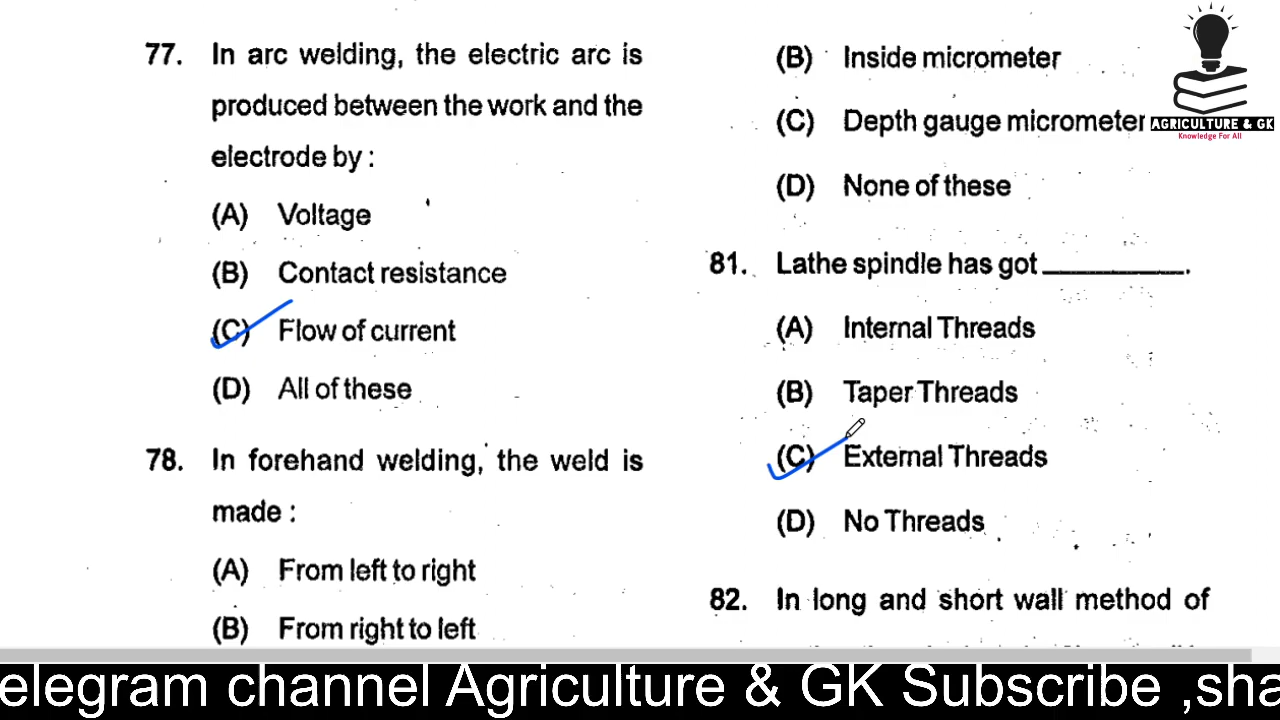 77. In arc welding, the electric arc is
produced between the work and the
electrode by :
(A) Voltage
(B) Contact resistance
(C) Flow of current
(D) All of these
78. In forehand welding, the weld is
made :
(A) From left to right
(B) From right to left
(B) Inside micrometer
(C) Depth gauge micrometer
(D) None of these
81. Lathe spindle has got ________.
(A) Internal Threads
(B) Taper Threads
(C) External Threads
(D) No Threads
82. In long and short wall method of
AGRICULTURE & GK
Knowledge For All
elegram channel Agriculture & GK Subscribe ,sha